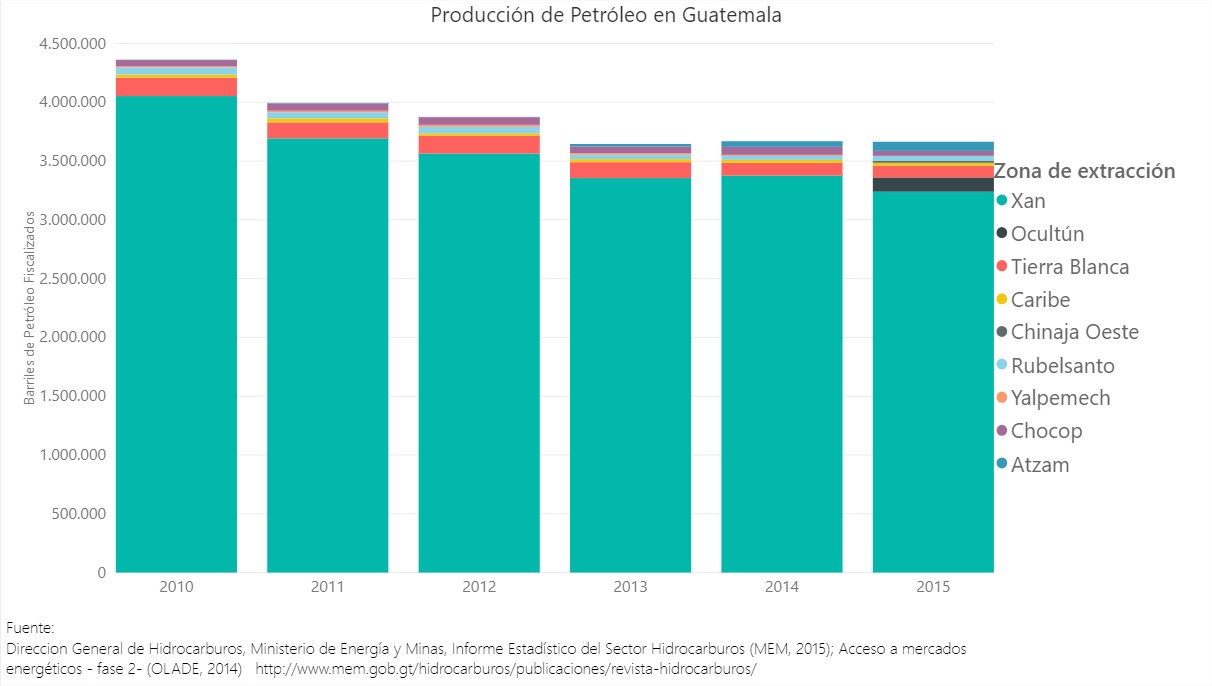 Producción de Petróleo en Guatemala
4.500.000
4.000.000
3.500.000
3.000.000
2.500.000
2.000.000
1.500.000
1.000.000
500.000
0
Barriles de Petróleo Fiscalizados
2010
2011
2012
2013
2014
2015
Zona de extracción
Xan
Ocultún
Tierra Blanca
Caribe
Chinaja Oeste
Rubelsanto
Yalpemech
Chocop
Atzam
Fuente:
Direccion General de Hidrocarburos, Ministerio de Energía y Minas, Informe Estadístico del Sector Hidrocarburos (MEM, 2015); Acceso a mercados
energéticos - fase 2- (OLADE, 2014) http://www.mem.gob.gt/hidrocarburos/publicaciones/revista-hidrocarburos/